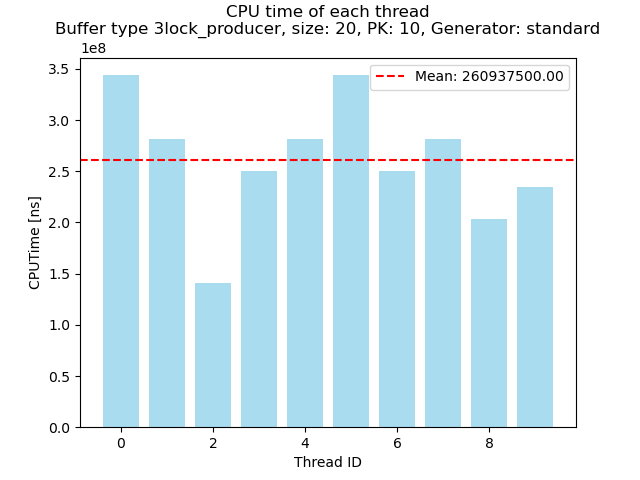 CPU time of each thread
Buffer type 3lock_producer, size: 20, PK: 10, Generator: standard
1e8
Mean: 260937500.00
3.5
3.0
2.5
2.0
1.5
1.0
0.5
0.0
CPUTime [ns]
0 2 4 6 8
Thread ID